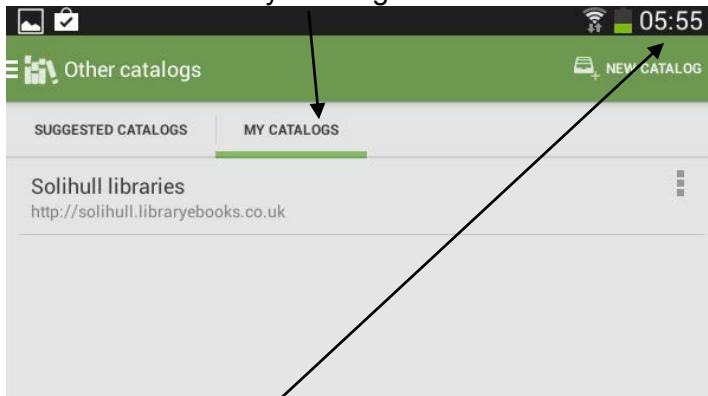 05:55
Other catalogs
NEW CATALOG
SUGGESTED CATALOGS MY CATALOGS
Solihull libraries
http://solihull.libraryebooks.co.uk